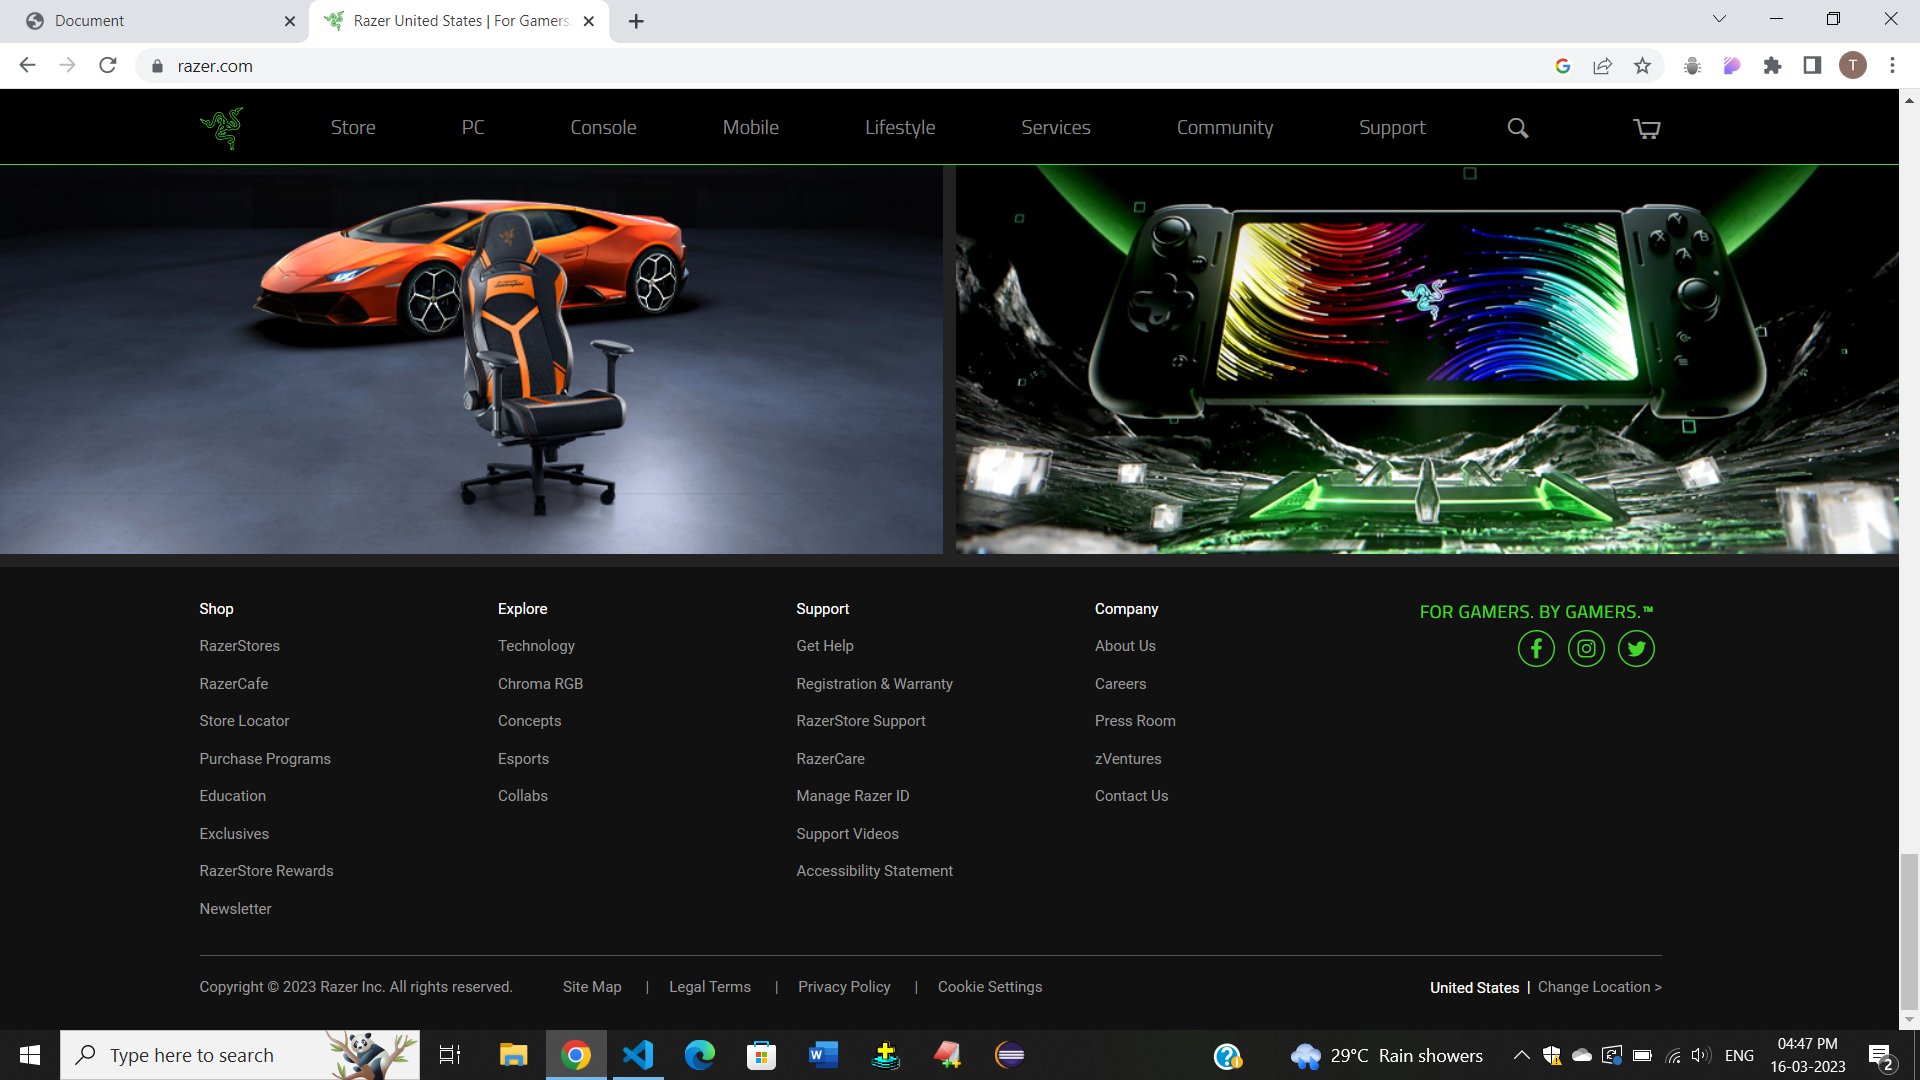 Document
Razer United States | For Gamers
razer.com
T
Store
PC
Console
Mobile
Lifestyle
Services
Community
Support
Y
X
B
A
Shop
RazerStores
RazerCafe
Store Locator
Purchase Programs
Education
Exclusives
RazerStore Rewards
Newsletter
Explore
Technology
Chroma RGB
Concepts
Esports
Collabs
Support
Get Help
Registration & Warranty
RazerStore Support
RazerCare
Manage Razer ID
Support Videos
Accessibility Statement
Company
About Us
Careers
Press Room
zVentures
Contact Us
FOR GAMERS. BY GAMERS.™
Copyright © 2023 Razer Inc. All rights reserved.
Site Map | Legal Terms | Privacy Policy | Cookie Settings
United States | Change Location >
Type here to search
29°C Rain showers
ENG
04:47 PM
16-03-2023
2